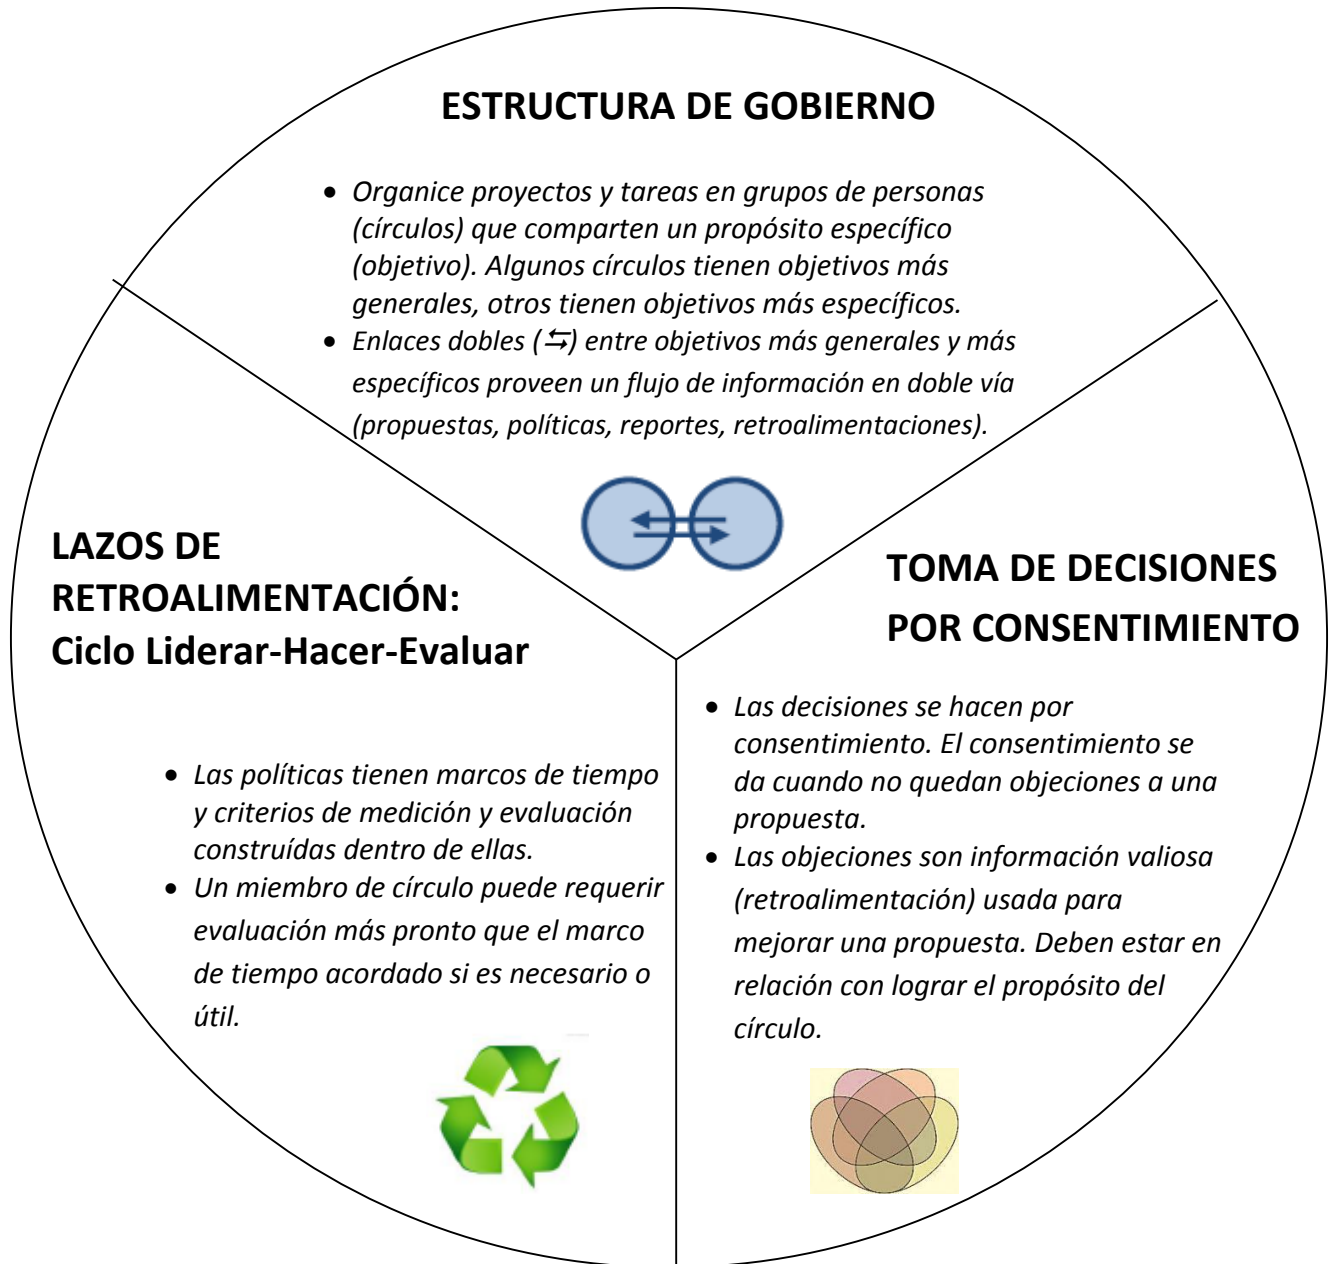 ESTRUCTURA DE GOBIERNO
• Organice proyectos y tareas en grupos de personas
(círculos) que comparten un propósito específico
(objetivo). Algunos círculos tienen objetivos más
generales, otros tienen objetivos más específicos.
• Enlaces dobles (⇆) entre objetivos más generales y más
específicos proveen un flujo de información en doble vía
(propuestas, políticas, reportes, retroalimentaciones).
LAZOS DE
RETROALIMENTACIÓN:
Ciclo Liderar-Hacer-Evaluar
• Las políticas tienen marcos de tiempo
y criterios de medición y evaluación
construídas dentro de ellas.
• Un miembro de círculo puede requerir
evaluación más pronto que el marco
de tiempo acordado si es necesario o
útil.
TOMA DE DECISIONES
POR CONSENTIMIENTO
• Las decisiones se hacen por
consentimiento. El consentimiento se
da cuando no quedan objeciones a una
propuesta.
• Las objeciones son información valiosa
(retroalimentación) usada para
mejorar una propuesta. Deben estar en
relación con lograr el propósito del
círculo.